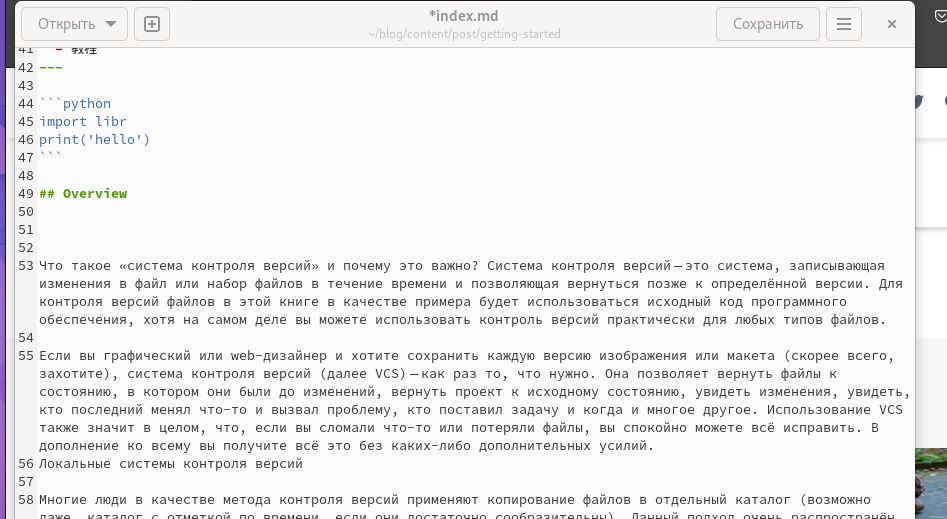 Открыть
*index.md
~/blog/content/post/getting-started
Сохранить
41 - 教程
42 ---
43
44 ```python
45 import libr
46 print('hello')
47 ```
48
49 ## Overview
50
51
52
53 Что такое «система контроля версий» и почему это важно? Система контроля версий — это система, записывающая
изменения в файл или набор файлов в течение времени и позволяющая вернуться позже к определённой версии. Для
контроля версий файлов в этой книге в качестве примера будет использоваться исходный код программного
обеспечения, хотя на самом деле вы можете использовать контроль версий практически для любых типов файлов.
54
55 Если вы графический или web-дизайнер и хотите сохранить каждую версию изображения или макета (скорее всего,
захотите), система контроля версий (далее VCS) — как раз то, что нужно. Она позволяет вернуть файлы к
состоянию, в котором они были до изменений, вернуть проект к исходному состоянию, увидеть изменения, увидеть,
кто последний менял что-то и вызвал проблему, кто поставил задачу и когда и многое другое. Использование VCS
также значит в целом, что, если вы сломали что-то или потеряли файлы, вы спокойно можете всё исправить. В
дополнение ко всему вы получите всё это без каких-либо дополнительных усилий.
56 Локальные системы контроля версий
57
58 Многие люди в качестве метода контроля версий применяют копирование файлов в отдельный каталог (возможно
даже, каталог с отметкой по времени, если они достаточно сообразительны). Данный подход очень распространён